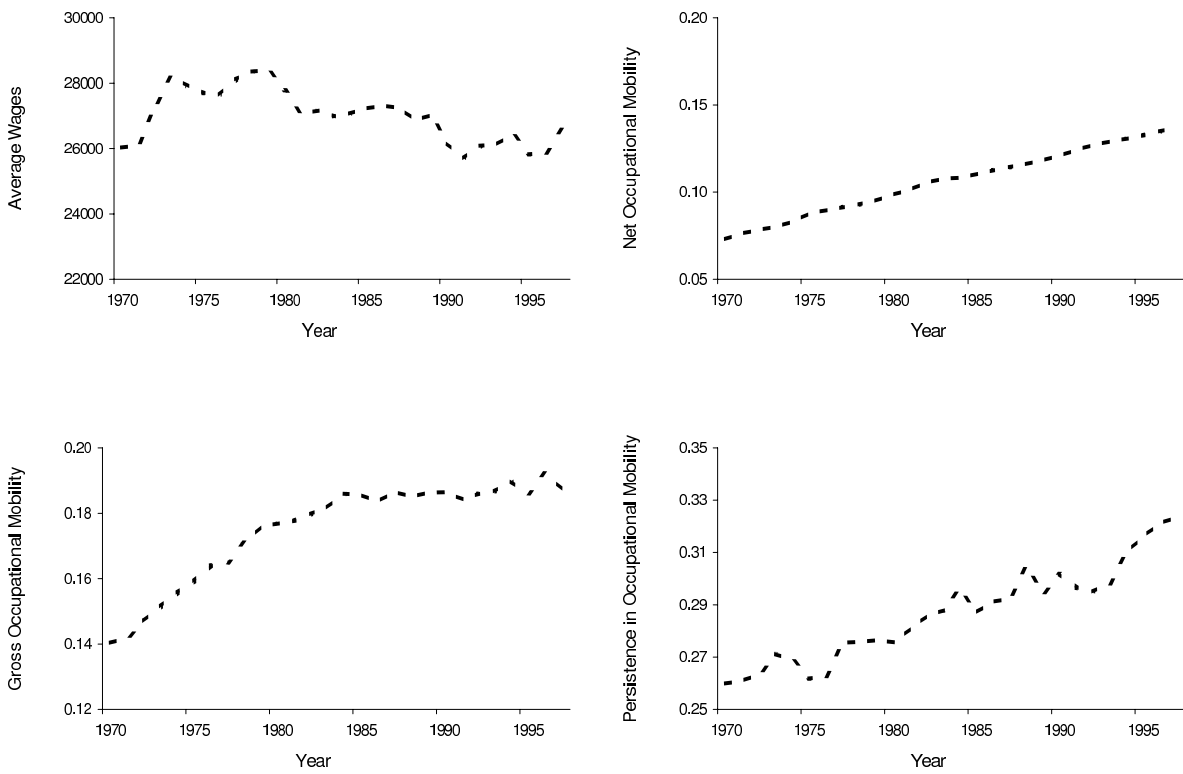 Average Wages
30000
28000
26000
24000
22000
1970 1975 1980 1985 1990 1995
Year
Net Occupational Mobility
0.20
0.15
0.10
0.05
1970 1975 1980 1985 1990 1995
Year
Gross Occupational Mobility
0.20
0.18
0.16
0.14
0.12
1970 1975 1980 1985 1990 1995
Year
Persistence in Occupational Mobility
0.35
0.33
0.31
0.29
0.27
0.25
1970 1975 1980 1985 1990 1995
Year